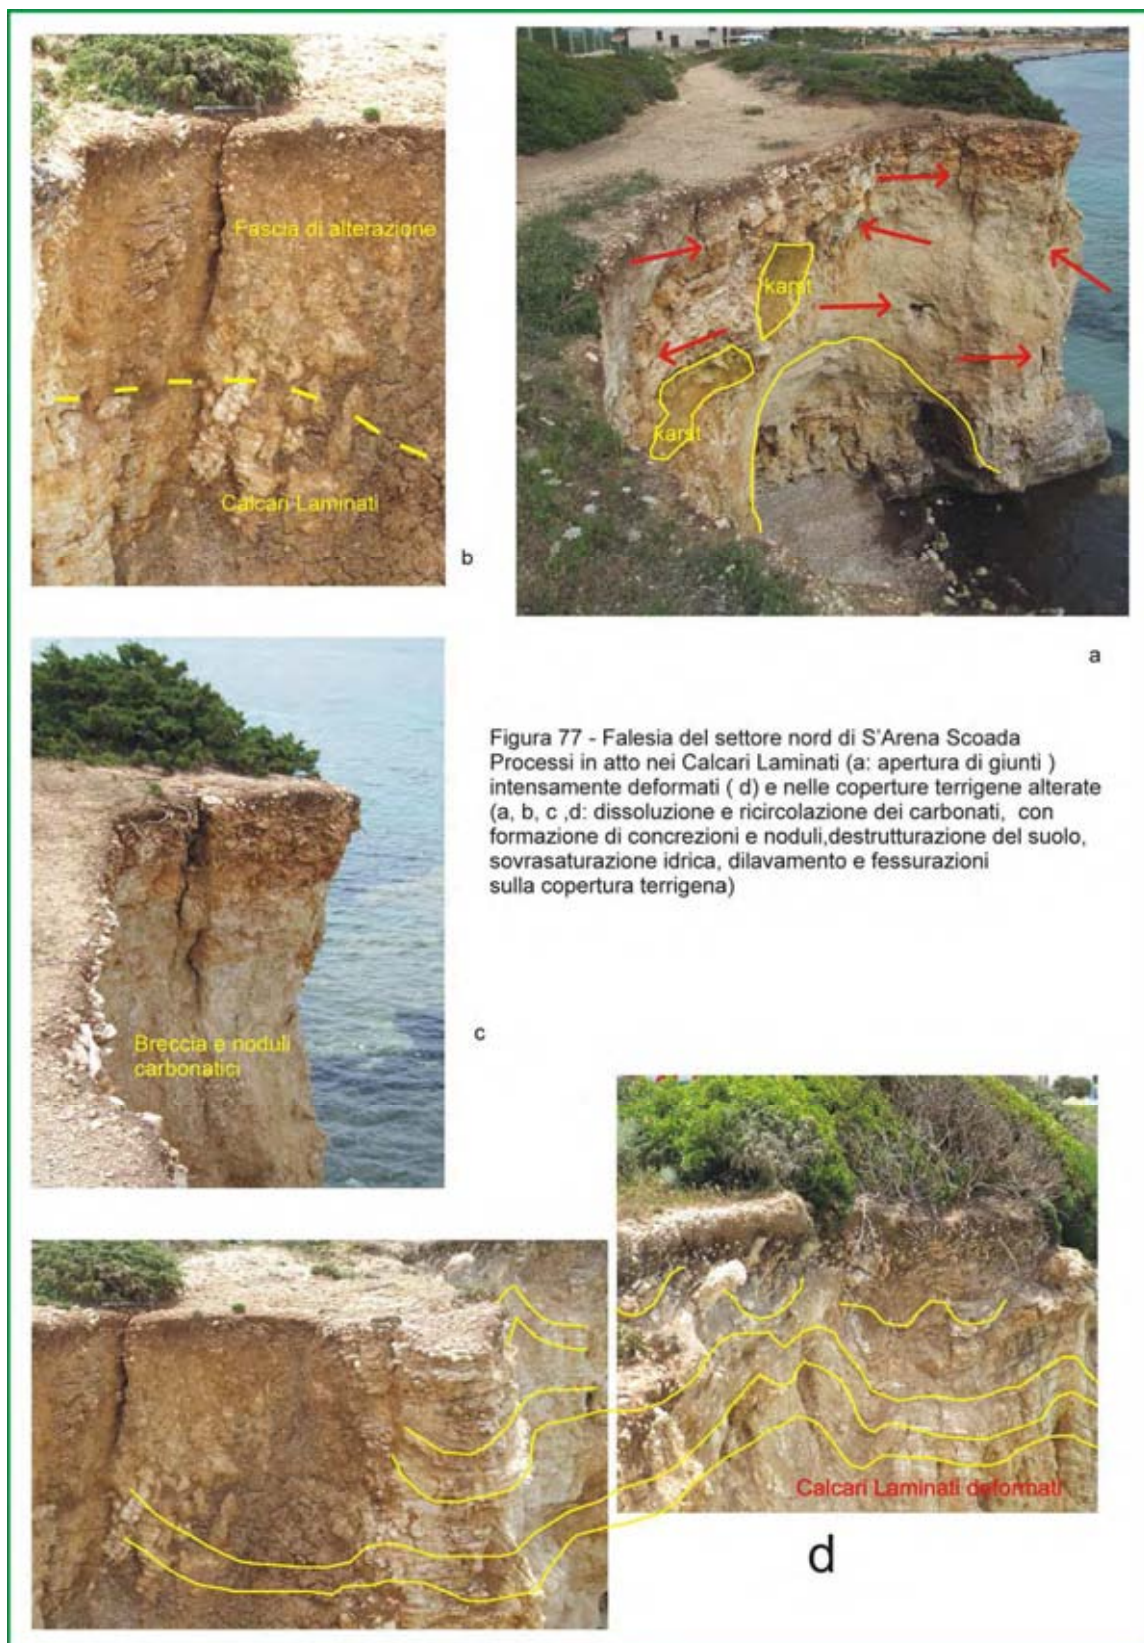 Fascia di alterazione
Calcari Laminati
b
karst
karst
a
Figura 77 - Falesia del settore nord di S'Arena Scoada
Processi in atto nei Calcari Laminati (a: apertura di giunti )
intensamente deformati ( d) e nelle coperture terrigene alterate
(a, b, c ,d: dissoluzione e ricircolazione dei carbonati, con
formazione di concrezioni e noduli,destrutturazione del suolo,
sovrasaturazione idrica, dilavamento e fessurazioni
sulla copertura terrigena)
Breccia e noduli
carbonatici
c
Calcari Laminati deformati
d